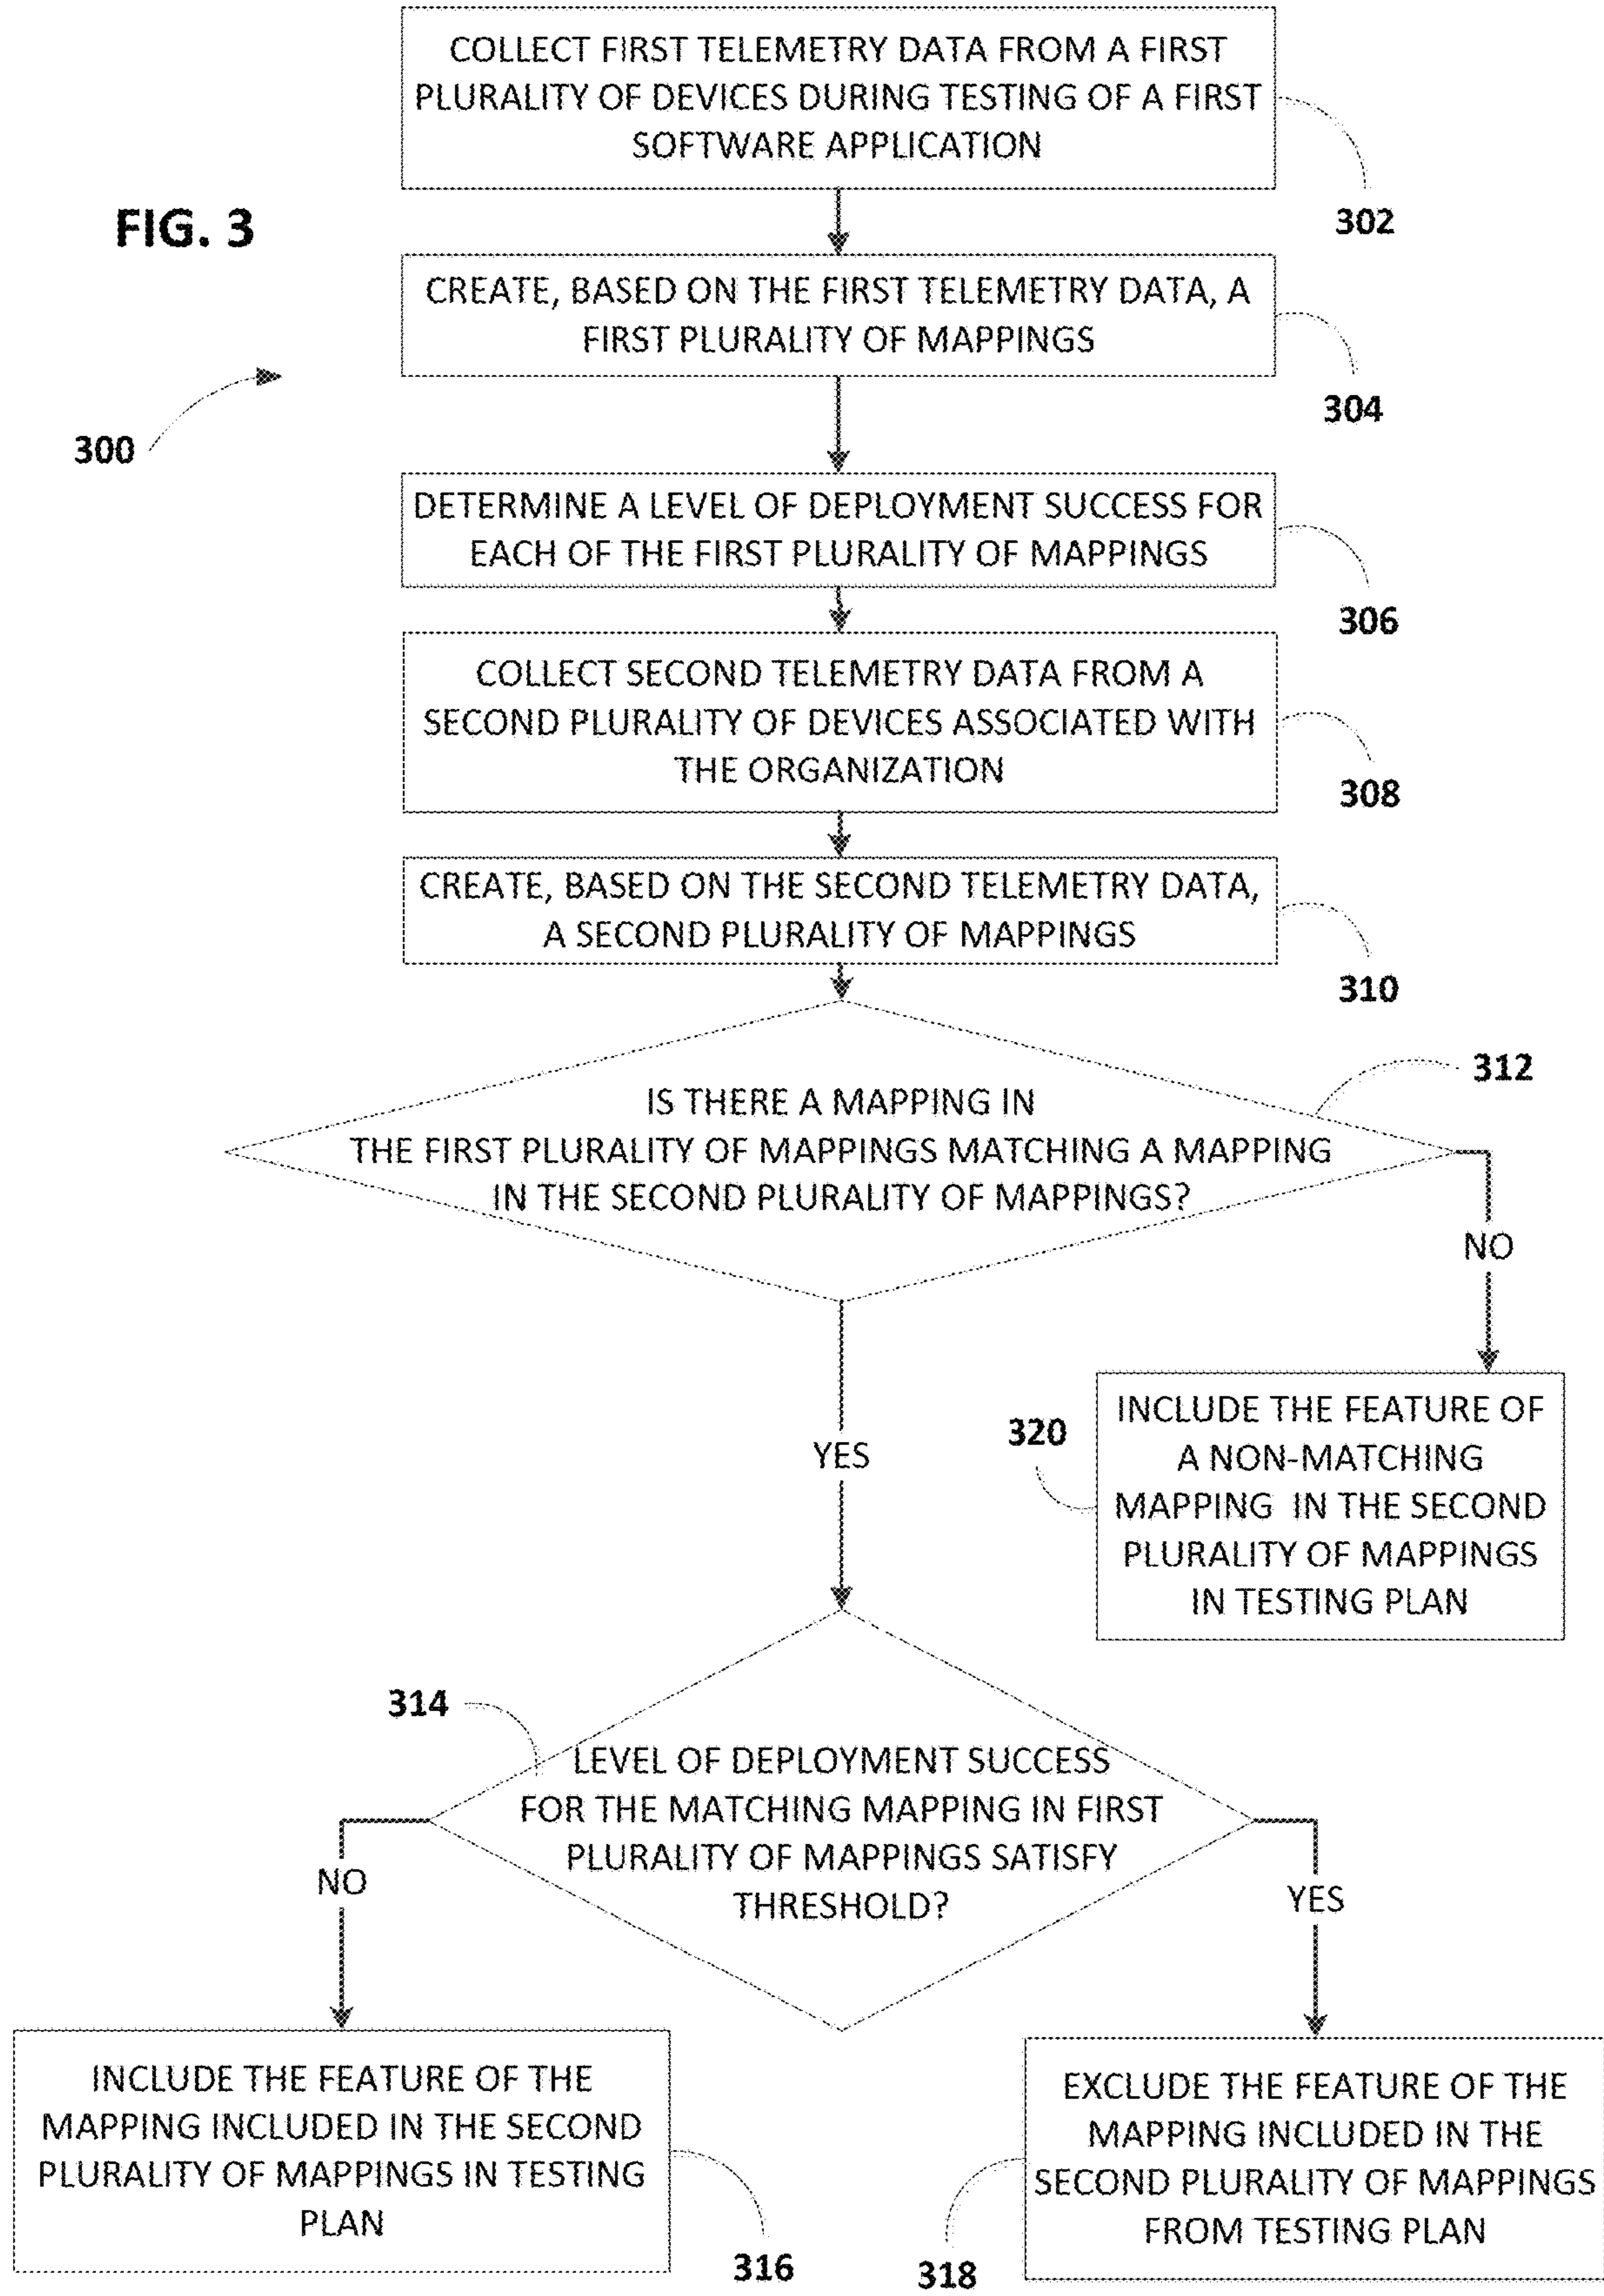 COLLECT FIRST TELEMETRY DATA FROM A FIRST
PLURALITY OF DEVICES DURING TESTING OF A FIRST
SOFTWARE APPLICATION
302
FIG. 3
CREATE, BASED ON THE FIRST TELEMETRY DATA, A
FIRST PLURALITY OF MAPPINGS
304
300
DETERMINE A LEVEL OF DEPLOYMENT SUCCESS FOR
EACH OF THE FIRST PLURALITY OF MAPPINGS
306
COLLECT SECOND TELEMETRY DATA FROM A
SECOND PLURALITY OF DEVICES ASSOCIATED WITH
THE ORGANIZATION
308
CREATE, BASED ON THE SECOND TELEMETRY DATA,
A SECOND PLURALITY OF MAPPINGS
310
312
IS THERE A MAPPING IN
THE FIRST PLURALITY OF MAPPINGS MATCHING A MAPPING
IN THE SECOND PLURALITY OF MAPPINGS?
NO
YES
320
INCLUDE THE FEATURE OF
A NON-MATCHING
MAPPING IN THE SECOND
PLURALITY OF MAPPINGS
IN TESTING PLAN
314
LEVEL OF DEPLOYMENT SUCCESS
FOR THE MATCHING MAPPING IN FIRST
PLURALITY OF MAPPINGS SATISFY
THRESHOLD?
NO
YES
INCLUDE THE FEATURE OF THE
MAPPING INCLUDED IN THE SECOND
PLURALITY OF MAPPINGS IN TESTING
PLAN
316
EXCLUDE THE FEATURE OF THE
MAPPING INCLUDED IN THE
SECOND PLURALITY OF MAPPINGS
FROM TESTING PLAN
318